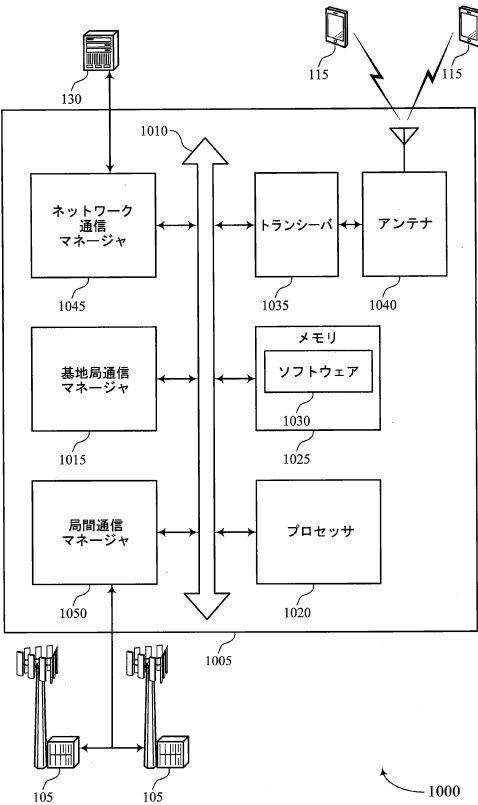 130
115
115
1010
ネットワーク
通信
マネージャ
1045
トランシーバ
1035
アンテナ
1040
基地局通信
マネージャ
1015
メモリ
ソフトウェア
1030
1025
局間通信
マネージャ
1050
プロセッサ
1020
1005
105
105
1000